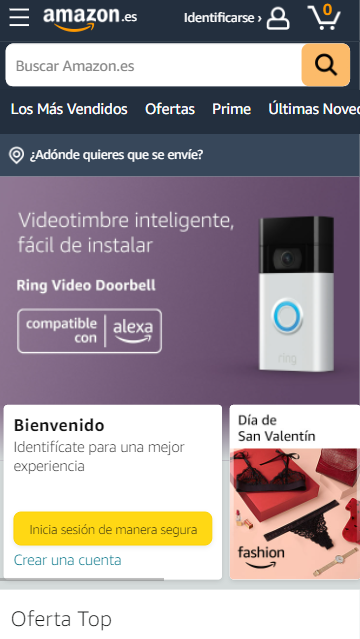 amazon.es
Identificarse ›
0
Buscar Amazon.es
Los Más Vendidos
Ofertas
Prime
Últimas Nove
¿Adónde quieres que se envíe?
Videotimbre inteligente,
fácil de instalar
Ring Video Doorbell
compatible
con
alexa
ring
Bienvenido
Identifícate para una mejor
experiencia
Inicia sesión de manera segura
Crear una cuenta
Día de
San Valentín
fashion
Oferta Top